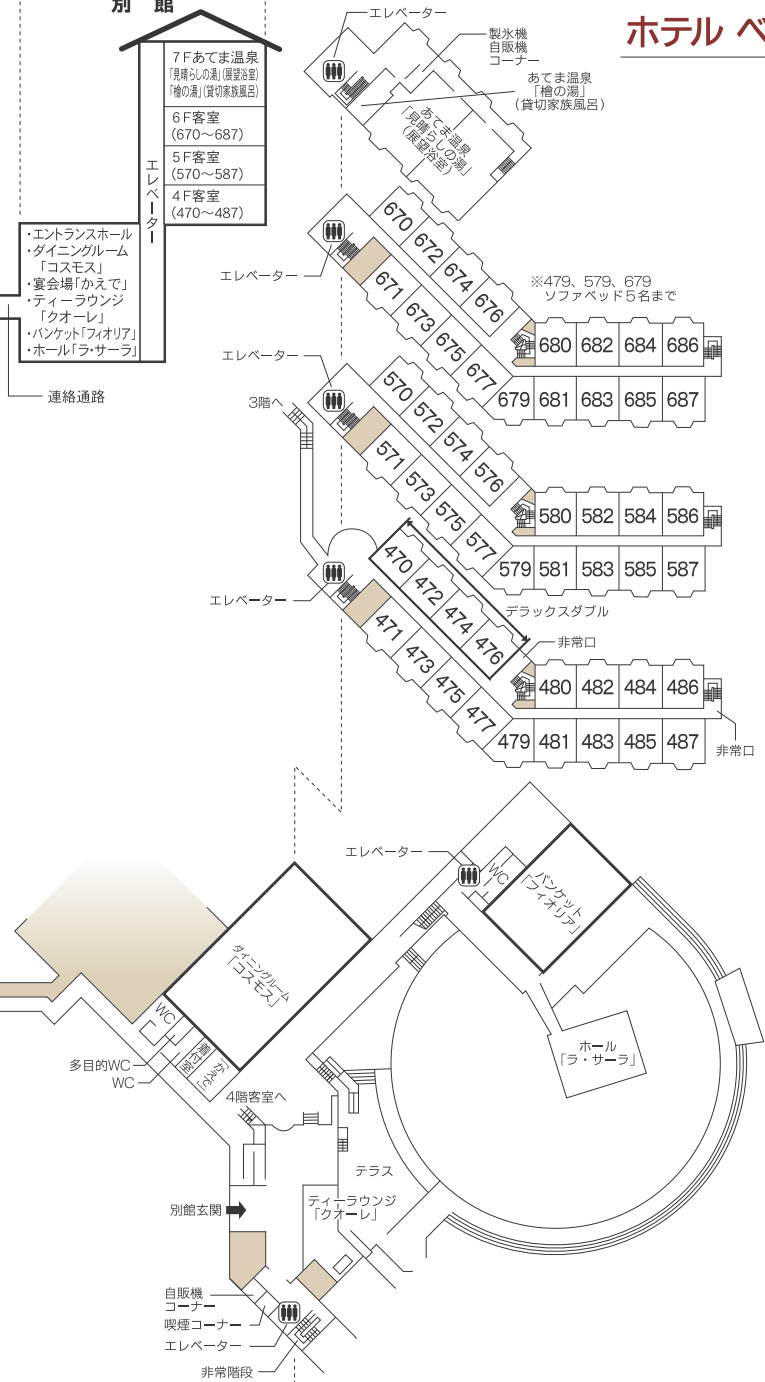 別館
ホテル ベ
7Fあてま温泉
「見晴らしの湯」(展望浴室)
「檜の湯」(貸切家族風呂)
6F客室
(670〜687)
5F客室
(570〜587)
4F客室
(470〜487)
エレベーター
・エントランスホール
・ダイニングルーム
「コスモス」
・宴会場「かえで」
・ティーラウンジ
「クオーレ」
・バンケット「フィオリア」
・ホール「ラ・サーラ」
連絡通路
エレベーター
製氷機
自販機
コーナー
あてま温泉
「檜の湯」
(貸切家族風呂)
あてま温泉
「見晴らしの湯」
(展望浴室)
エレベーター
670
672
674
676
671
673
675
677
※479、579、679
ソファベッド5名まで
680 682 684 686
679 681 683 685 687
エレベーター
3階へ
570
572
574
576
571
573
575
577
580 582 584 586
579 581 583 585 587
エレベーター
470
472
474
476
デラックスダブル
非常口
471
473
475
477
480 482 484 486
479 481 483 485 487
非常口
エレベーター
WC
バンケット
「フィオリア」
ダイニングルーム
「コスモス」
ホール
「ラ・サーラ」
WC
多目的WC
WC
着付室
「かえで」
4階客室へ
テラス
ティーラウンジ
「クオーレ」
別館玄関
自販機
コーナー
喫煙コーナー
エレベーター
非常階段